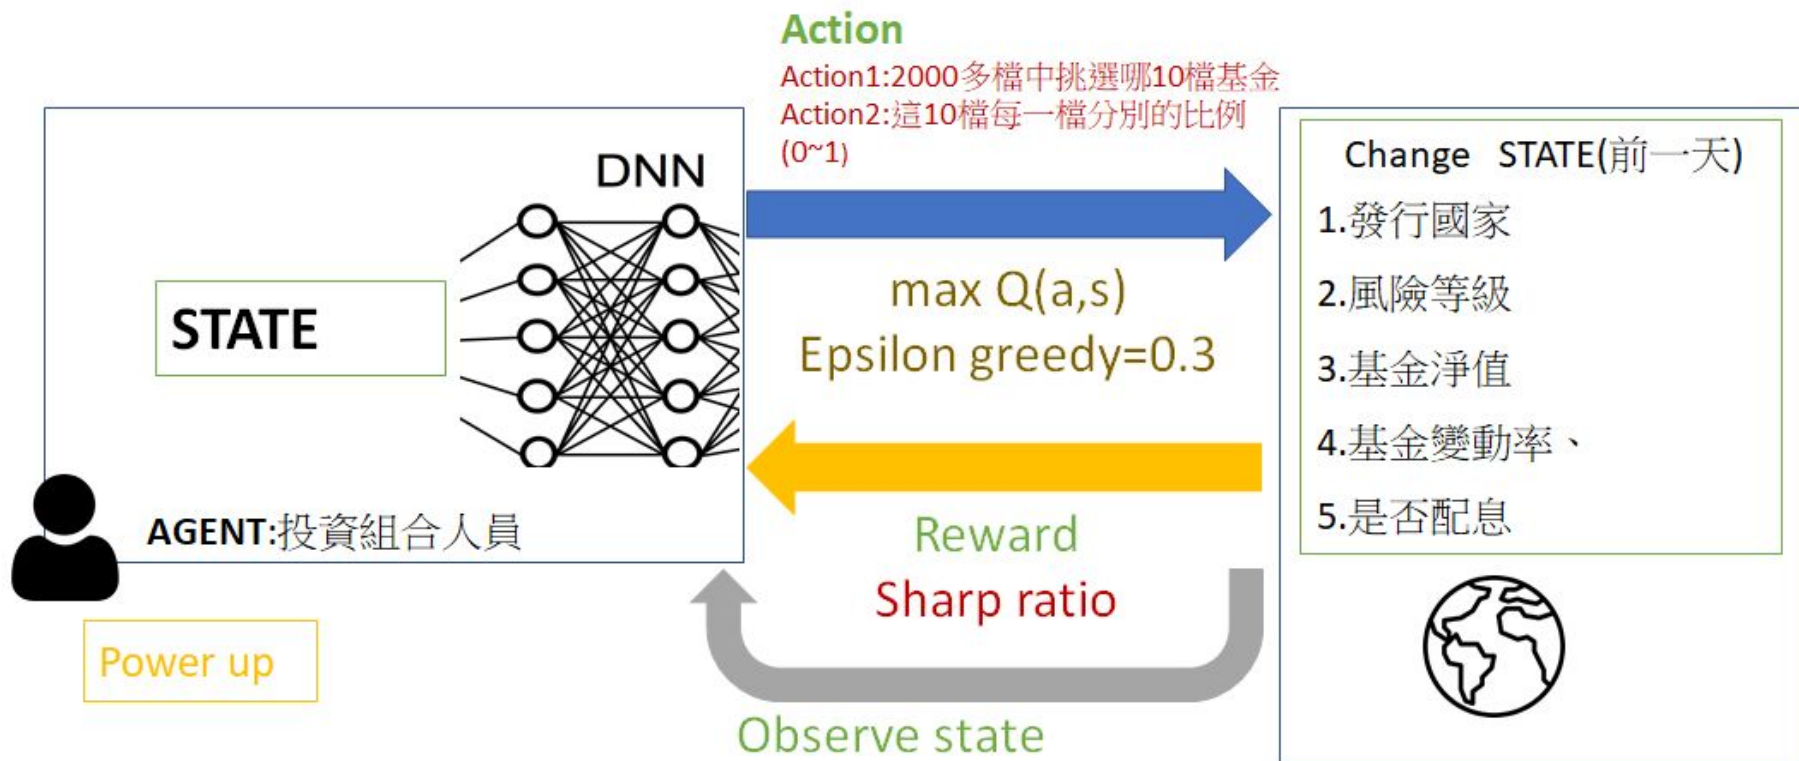 Action
Action1:2000多檔中挑選哪10檔基金
Action2:這10檔每一檔分別的比例
(0~1)
DNN
STATE
AGENT:投資組合人員
Power up
max Q(a,s)
Epsilon greedy=0.3
Reward
Sharp ratio
Observe state
Change STATE(前一天)
1.發行國家
2.風險等級
3.基金淨值
4.基金變動率、
5.是否配息